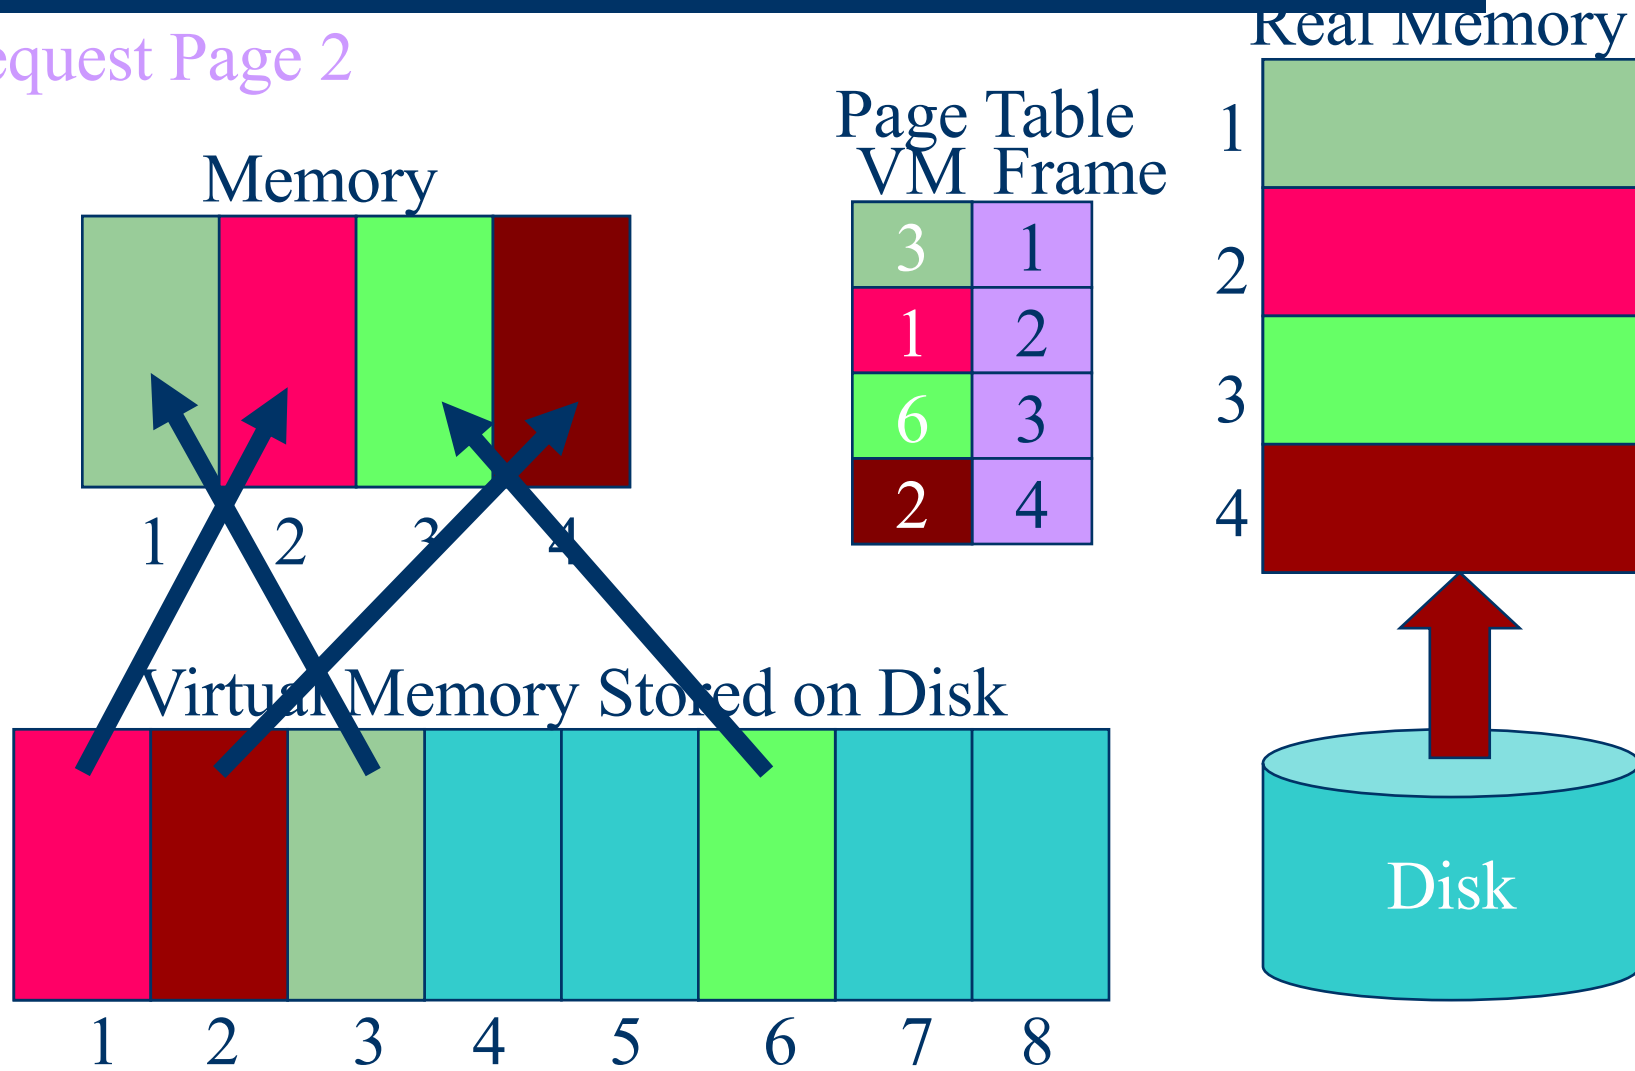 equest Page 2
Real Memory
Page Table
VM Frame
Memory
3 1
1 2
6 3
2 4
1
2
3
4
1 2 3 4
Virtual Memory Stored on Disk
Disk
1 2 3 4 5 6 7 8